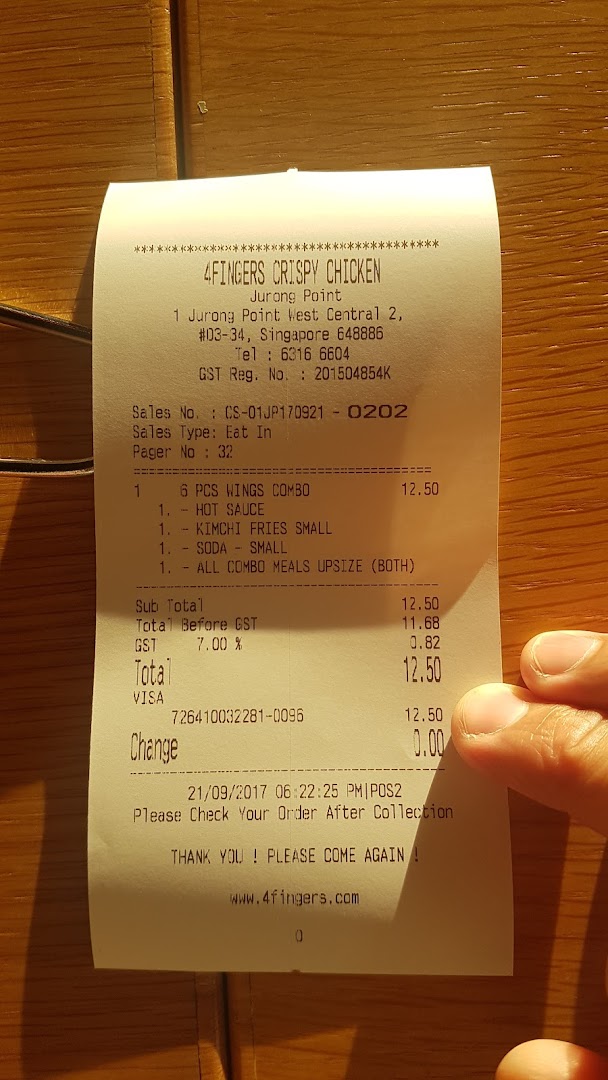 ****************************************
4FINGERS CRISPY CHICKEN
Jurong Point
1 Jurong Point West Central 2,
#03-34, Singapore 648886
Tel : 6316 6604
GST Reg. No. : 201504854K
Sales No. : CS-01JP170921 - 0202
Sales Type: Eat In
Pager No : 32
========================================
1 6 PCS WINGS COMBO 12.50
1. - HOT SAUCE
1. - KIMCHI FRIES SMALL
1. - SODA - SMALL
1. - ALL COMBO MEALS UPSIZE (BOTH)
----------------------------------------
Sub Total 12.50
Total Before GST 11.68
GST 7.00 % 0.82
Total 12.50
VISA
726410032281-0096 12.50
Change 0.00
----------------------------------------
21/09/2017 06:22:25 PM|POS2
Please Check Your Order After Collection
THANK YOU ! PLEASE COME AGAIN !
www.4fingers.com
0